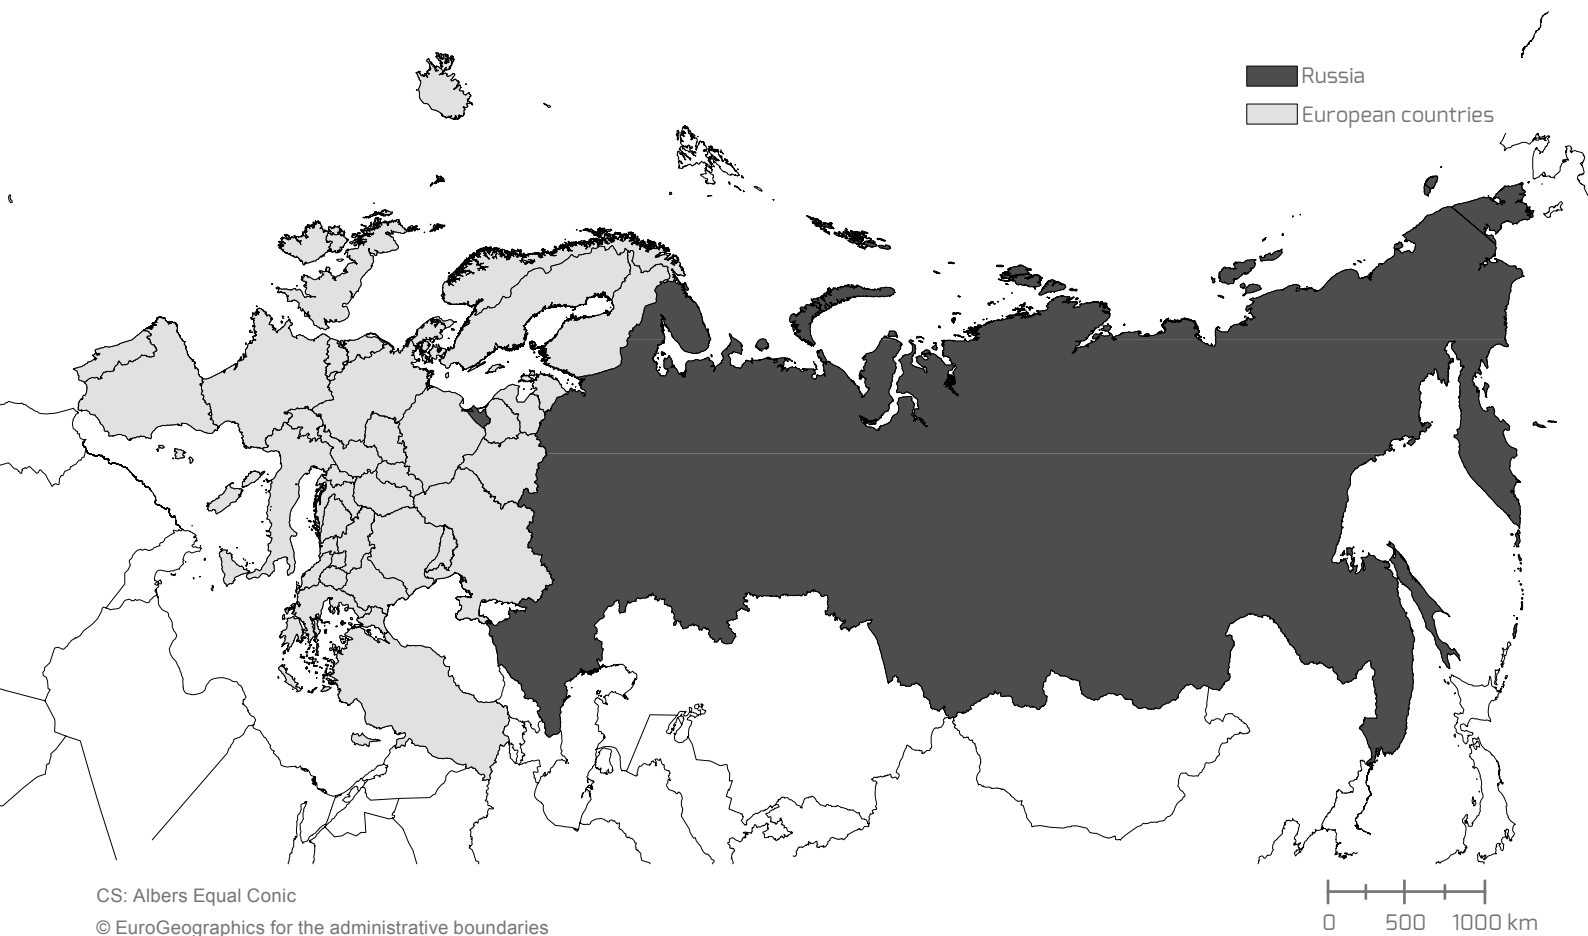 Russia
European countries
CS: Albers Equal Conic
© EuroGeographics for the administrative boundaries
0 500 1000 km